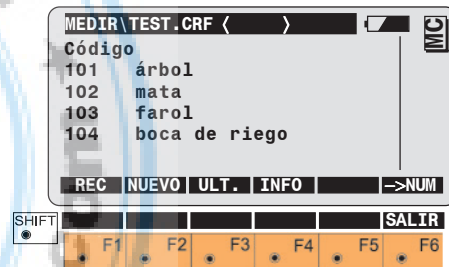 MEDIR\TEST.CRF ⟨ ⟩
MC
Código
101 árbol
102 mata
103 farol
104 boca de riego
REC NUEVO ULT. INFO –>NUM
SHIFT SALIR
F1 F2 F3 F4 F5 F6